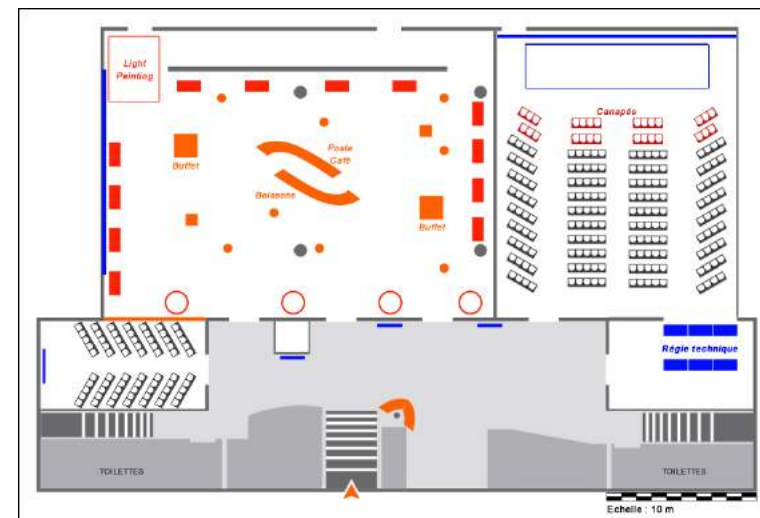 Light
Painting
Canapés
Poste
Café
Buffet
Boissons
Buffet
Régie technique
TOILETTES
TOILETTES
Echelle : 10 m